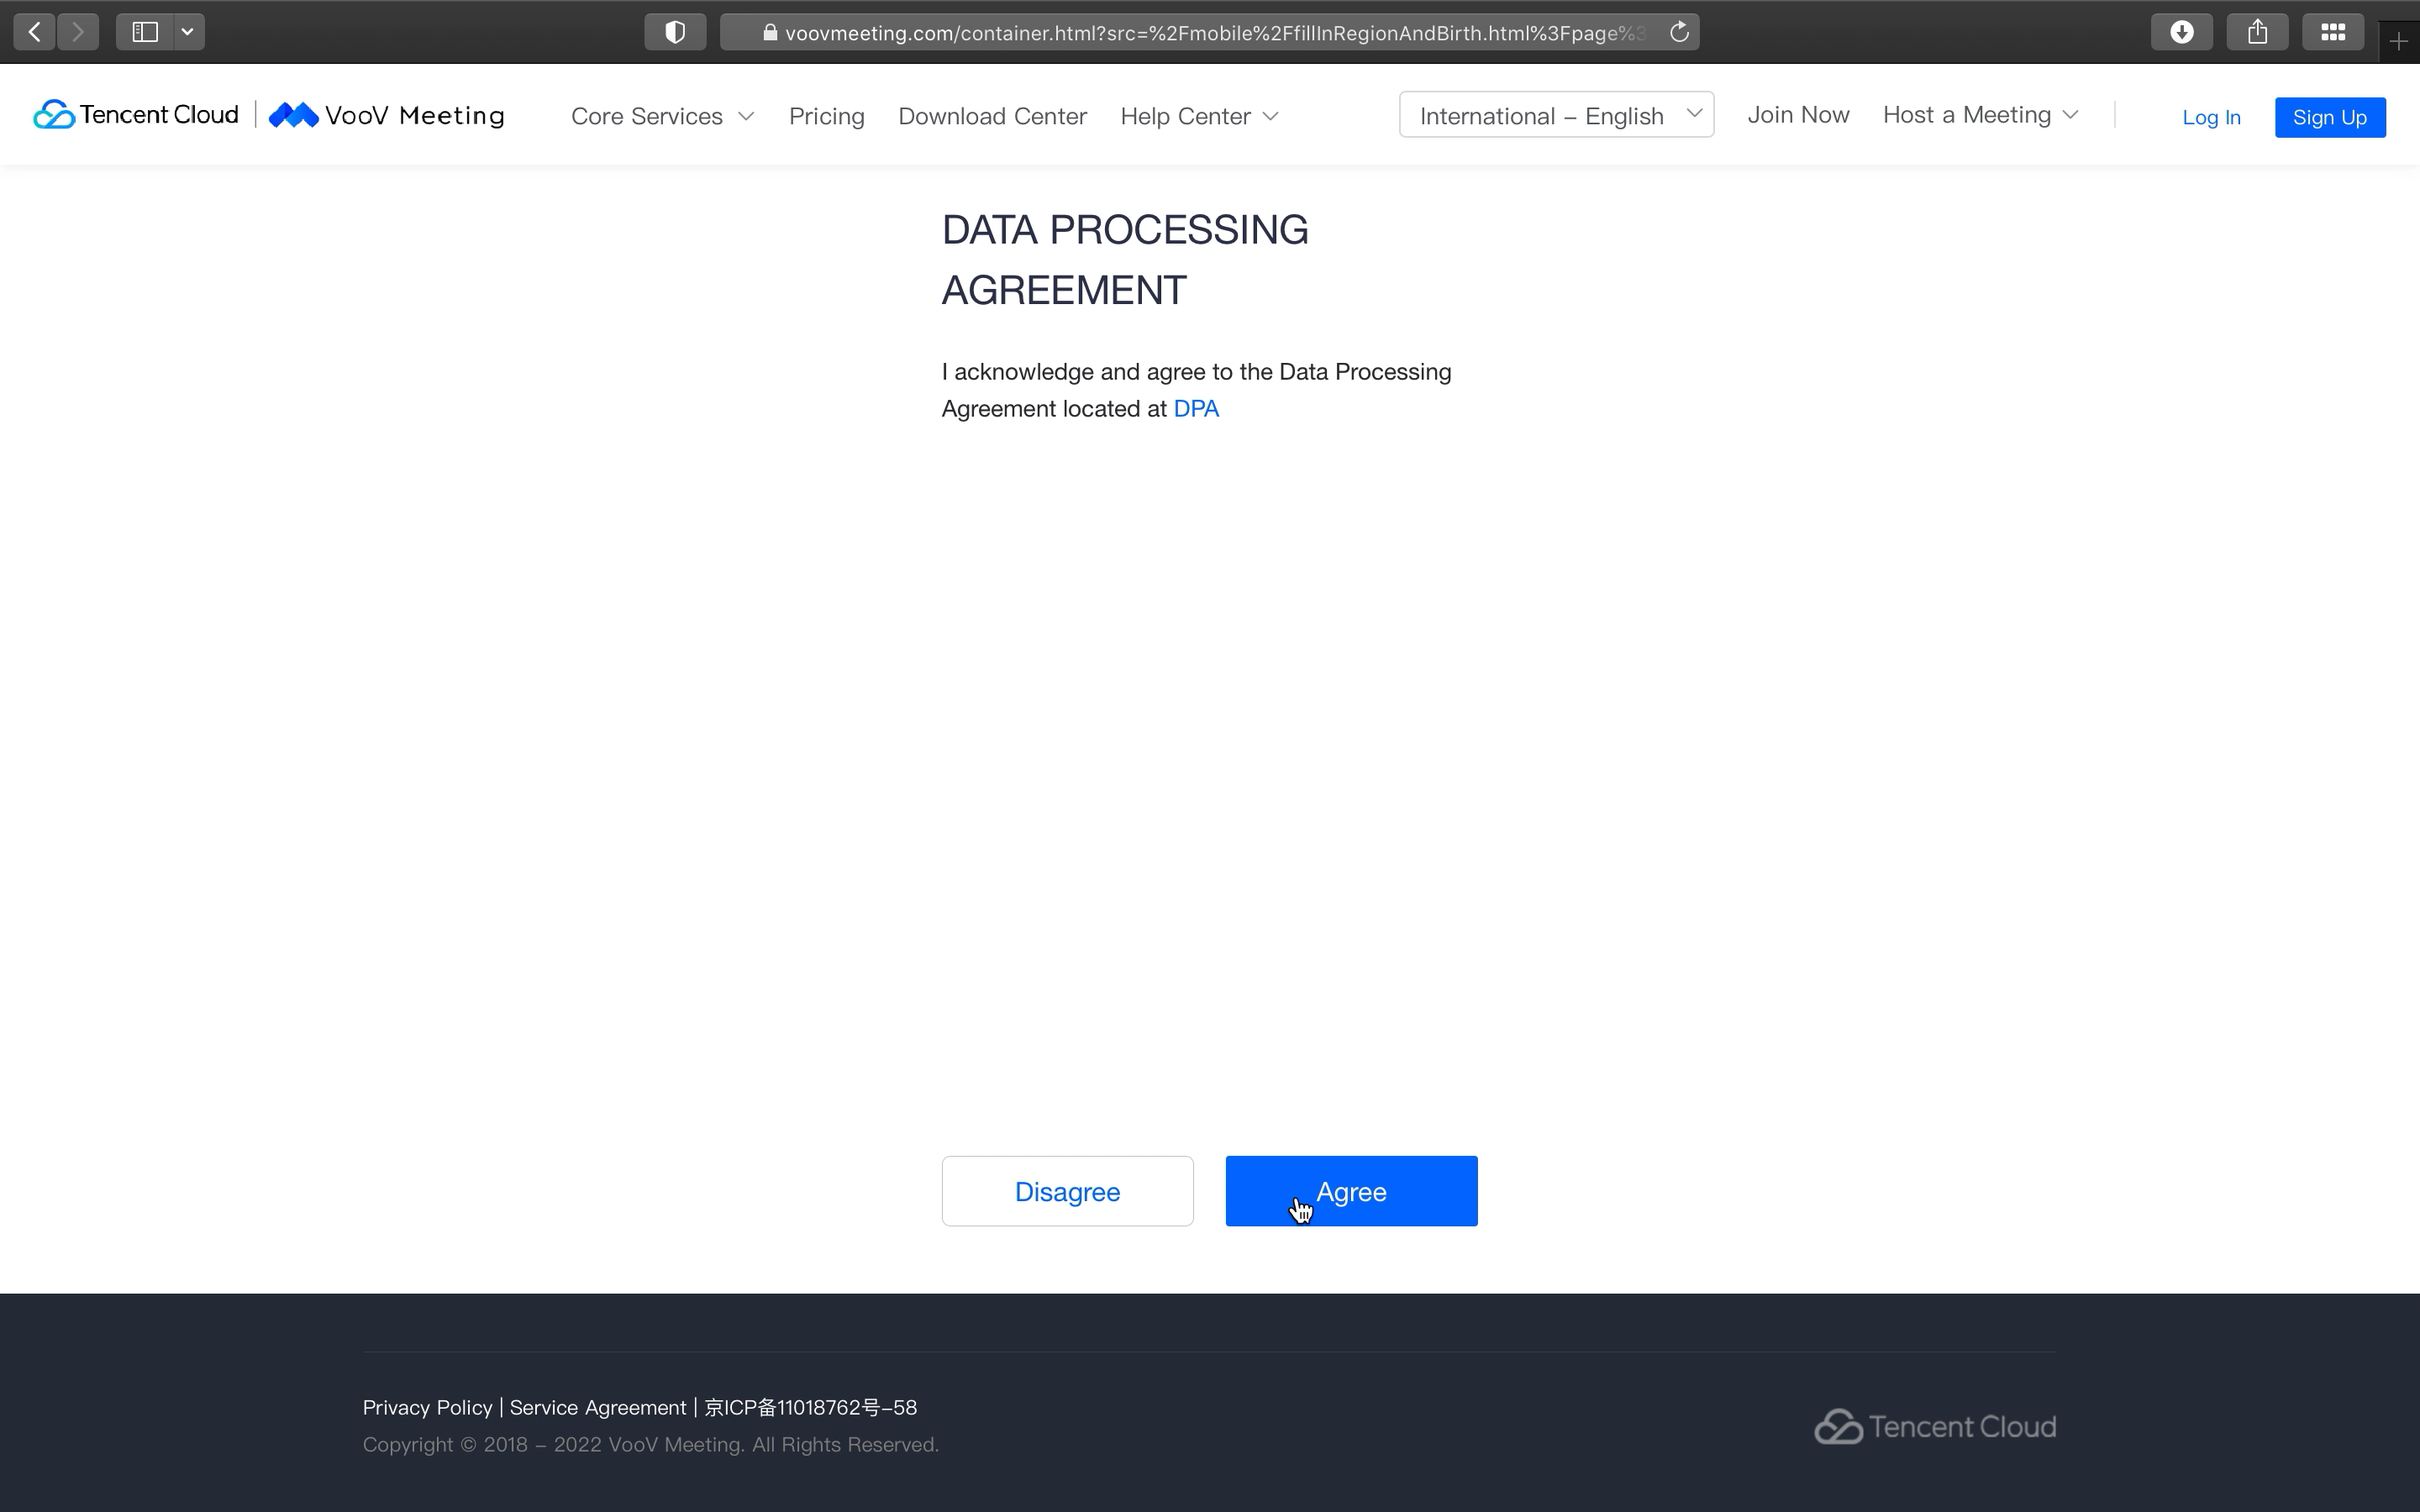 voovmeeting.com/container.html?src=%2Fmobile%2FfillInRegionAndBirth.html%3Fpage%3
Tencent Cloud | VooV Meeting
Core Services
Pricing
Download Center
Help Center
International – English
Join Now
Host a Meeting
Log In
Sign Up
DATA PROCESSING
AGREEMENT
I acknowledge and agree to the Data Processing
Agreement located at DPA
Disagree
Agree
Privacy Policy | Service Agreement | 京ICP备11018762号-58
Copyright © 2018 – 2022 VooV Meeting. All Rights Reserved.
Tencent Cloud